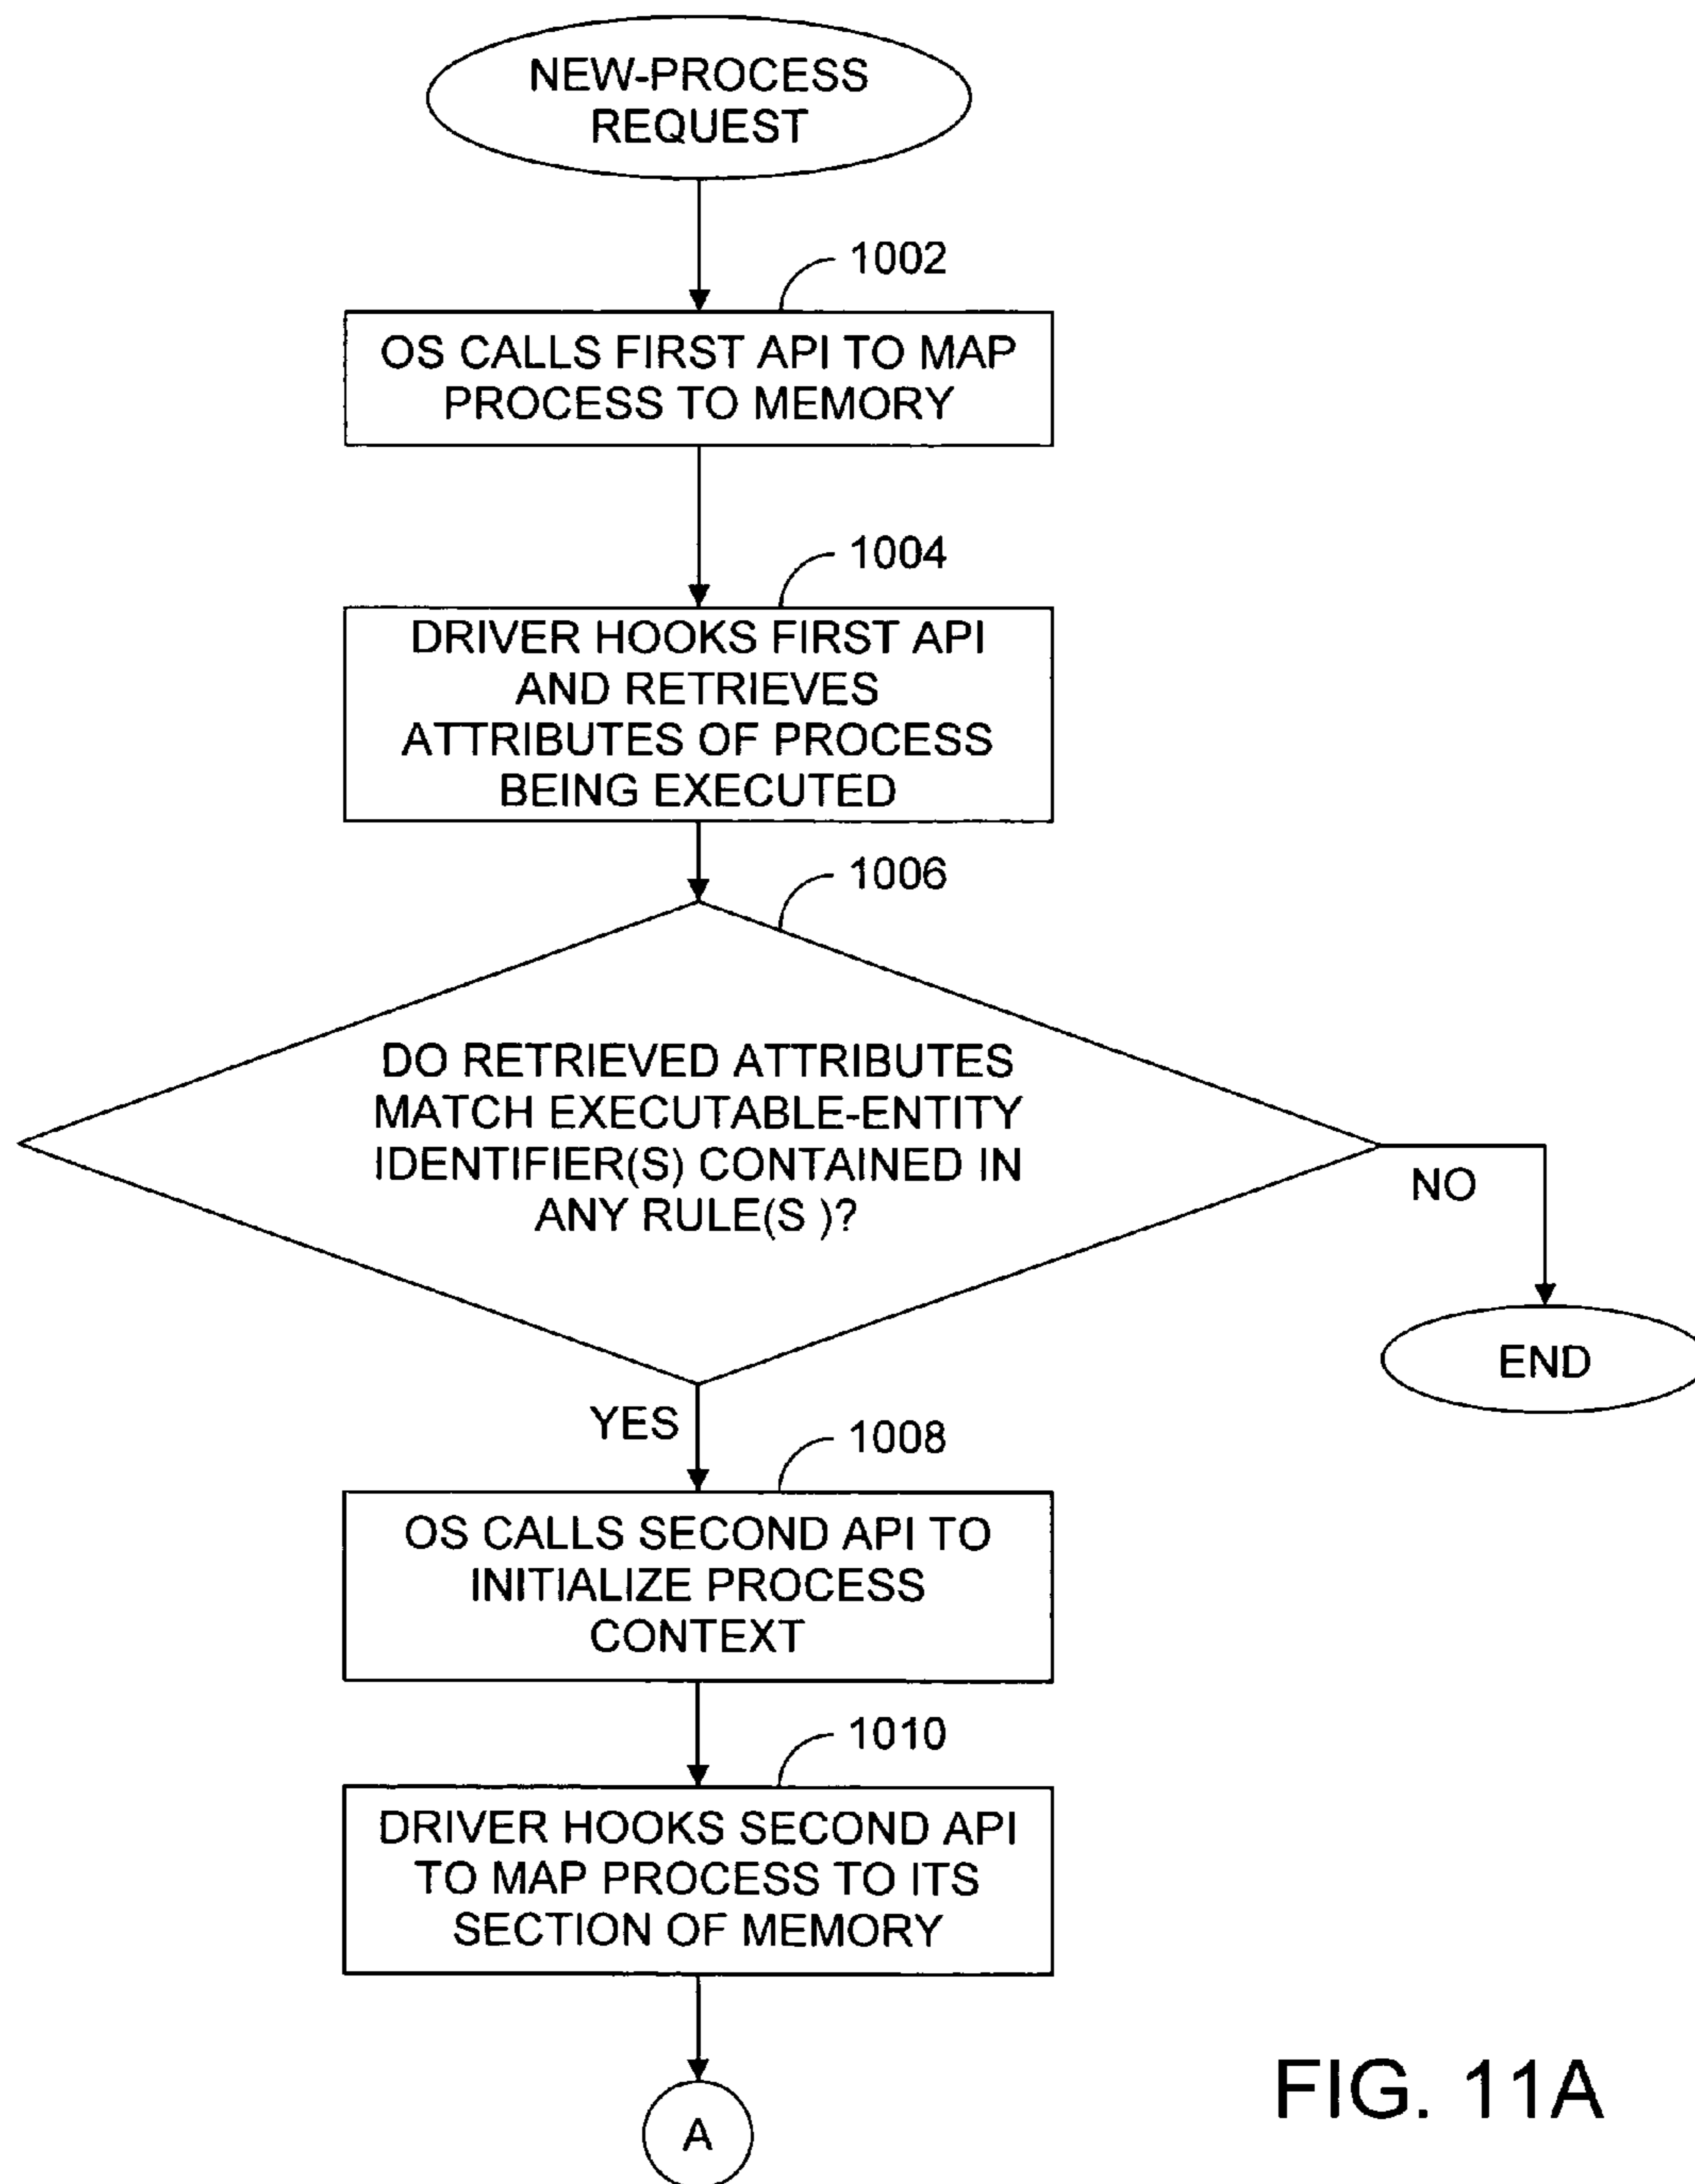 NEW-PROCESS
REQUEST
1002
OS CALLS FIRST API TO MAP
PROCESS TO MEMORY
1004
DRIVER HOOKS FIRST API
AND RETRIEVES
ATTRIBUTES OF PROCESS
BEING EXECUTED
1006
DO RETRIEVED ATTRIBUTES
MATCH EXECUTABLE-ENTITY
IDENTIFIER(S) CONTAINED IN
ANY RULE(S )?
NO
END
YES
1008
OS CALLS SECOND API TO
INITIALIZE PROCESS
CONTEXT
1010
DRIVER HOOKS SECOND API
TO MAP PROCESS TO ITS
SECTION OF MEMORY
A
FIG. 11A